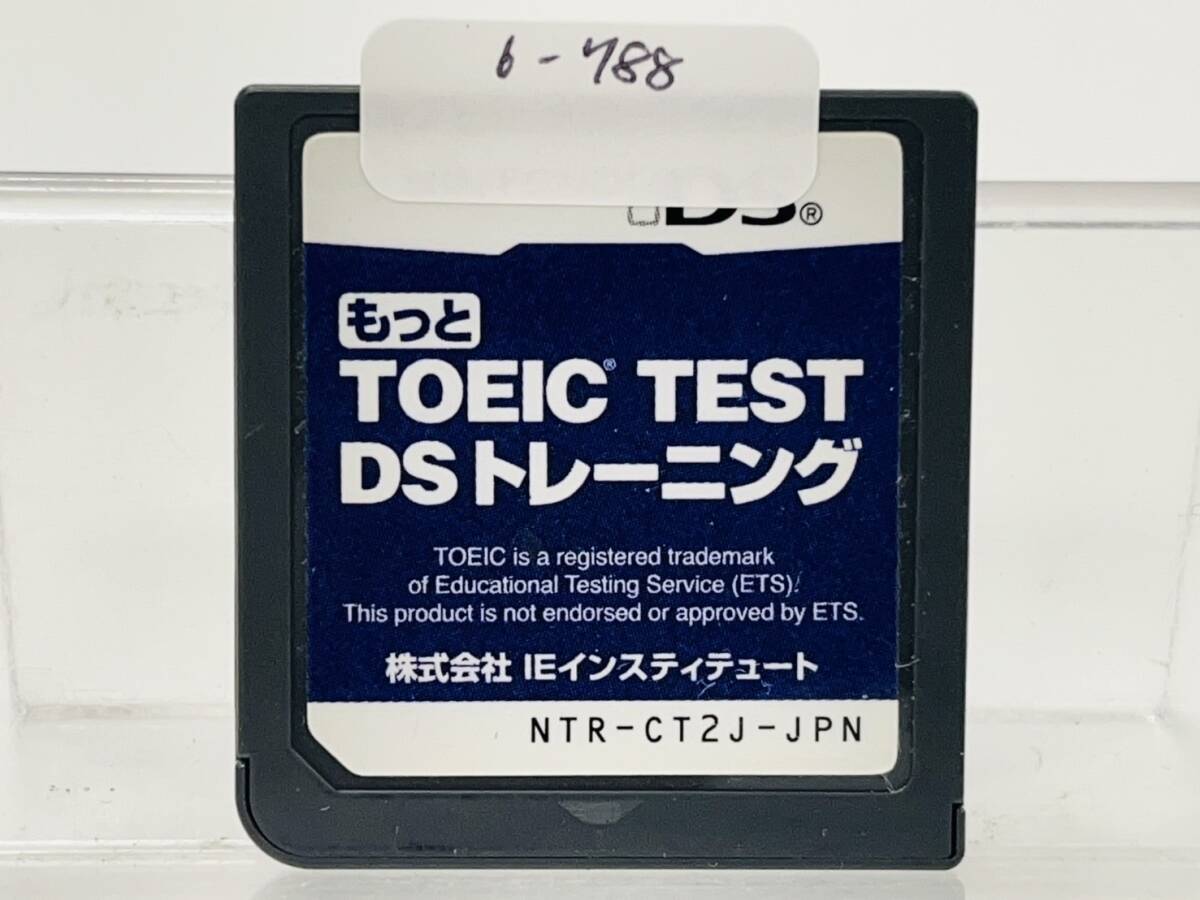 6-788
DS®
もっと
TOEIC® TEST
DSトレーニング
TOEIC is a registered trademark
of Educational Testing Service (ETS).
This product is not endorsed or approved by ETS.
株式会社 IEインスティテュート
NTR-CT2J-JPN